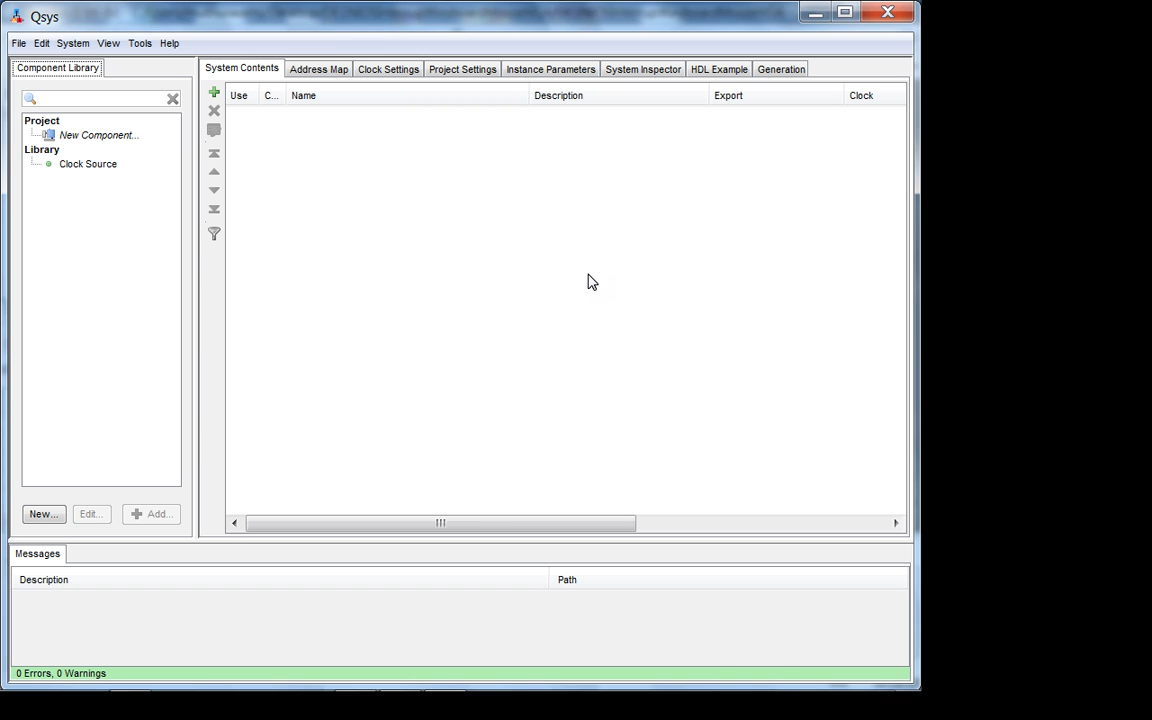 Qsys
File Edit System View Tools Help
Component Library
System Contents Address Map Clock Settings Project Settings Instance Parameters System Inspector HDL Example Generation
Use C... Name Description Export Clock
Project
New Component...
Library
Clock Source
New... Edit... Add...
Messages
Description Path
0 Errors, 0 Warnings